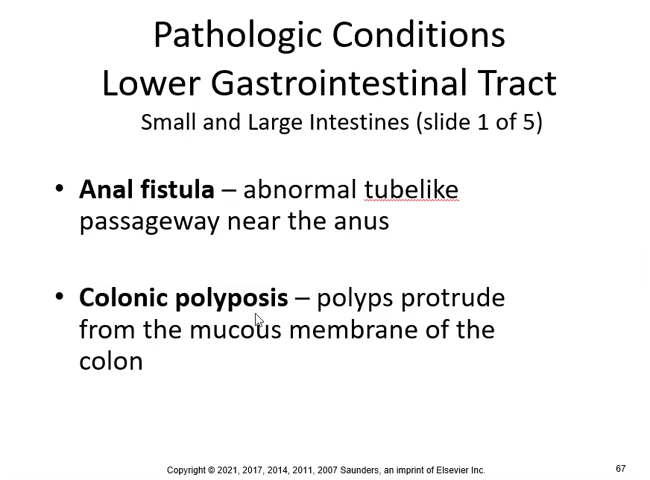 Pathologic Conditions
Lower Gastrointestinal Tract
Small and Large Intestines (slide 1 of 5)
• Anal fistula – abnormal tubelike
passageway near the anus
• Colonic polyposis – polyps protrude
from the mucous membrane of the
colon
Copyright © 2021, 2017, 2014, 2011, 2007 Saunders, an imprint of Elsevier Inc.
67